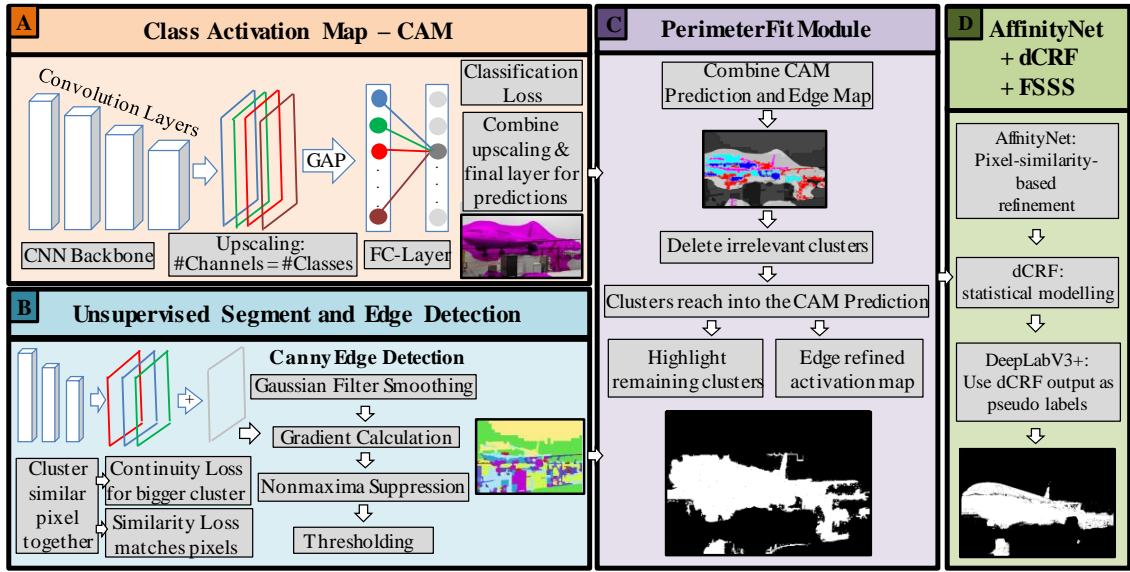 A
Class Activation Map – CAM
Convolution Layers
GAP
CNN Backbone
Upscaling:
#Channels = #Classes
FC-Layer
Classification
Loss
Combine
upscaling &
final layer for
predictions
B
Unsupervised Segment and Edge Detection
+
Canny Edge Detection
Gaussian Filter Smoothing
Gradient Calculation
Nonmaxima Suppression
Thresholding
Cluster
similar
pixel
together
Continuity Loss
for bigger cluster
Similarity Loss
matches pixels
C
PerimeterFit Module
Combine CAM
Prediction and Edge Map
Delete irrelevant clusters
Clusters reach into the CAM Prediction
Highlight
remaining clusters
Edge refined
activation map
D
AffinityNet
+ dCRF
+ FSSS
AffinityNet:
Pixel-similarity-
based
refinement
dCRF:
statistical modelling
DeepLabV3+:
Use dCRF output as
pseudo labels